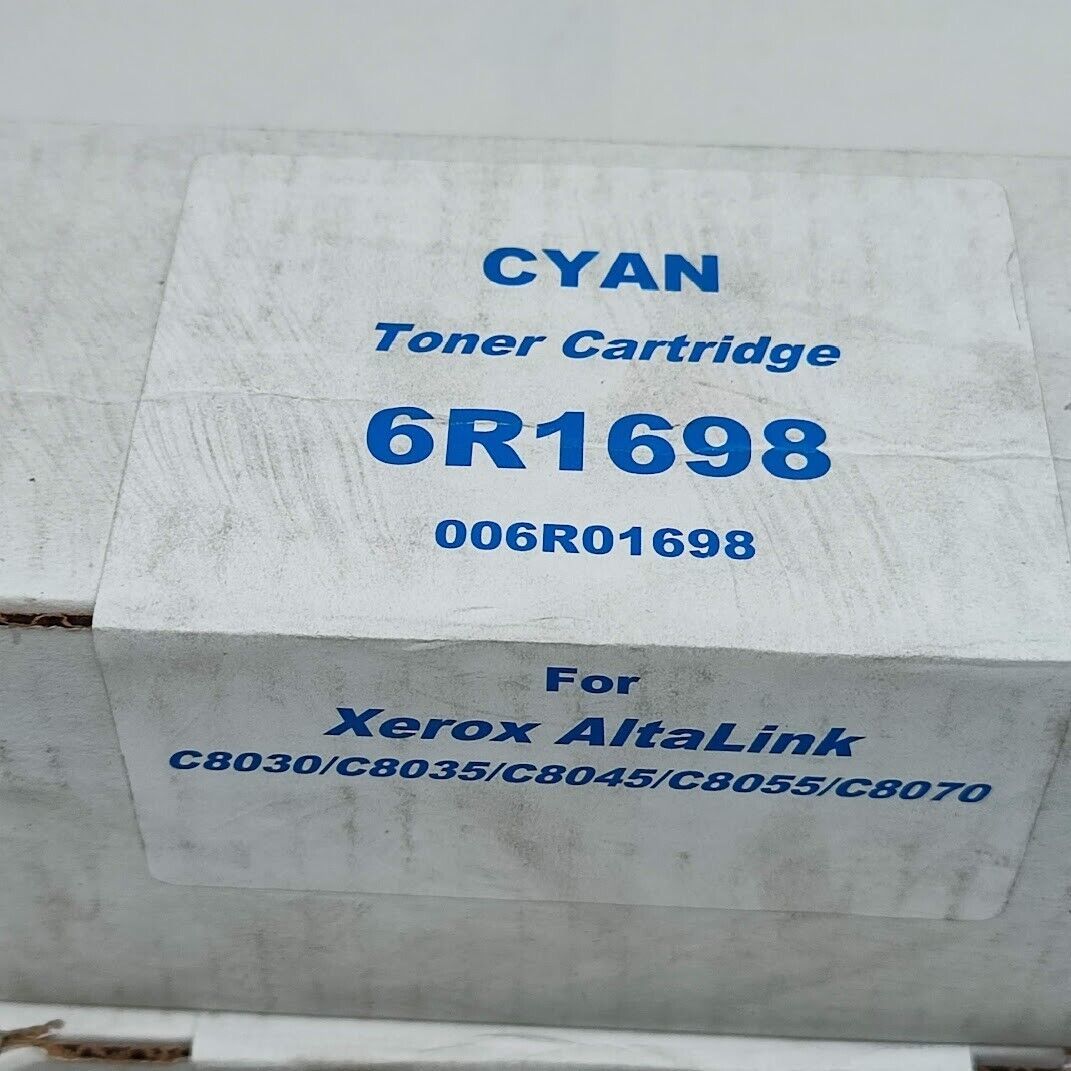 CYAN
Toner Cartridge
6R1698
006R01698
For
Xerox AltaLink
C8030/C8035/C8045/C8055/C8070